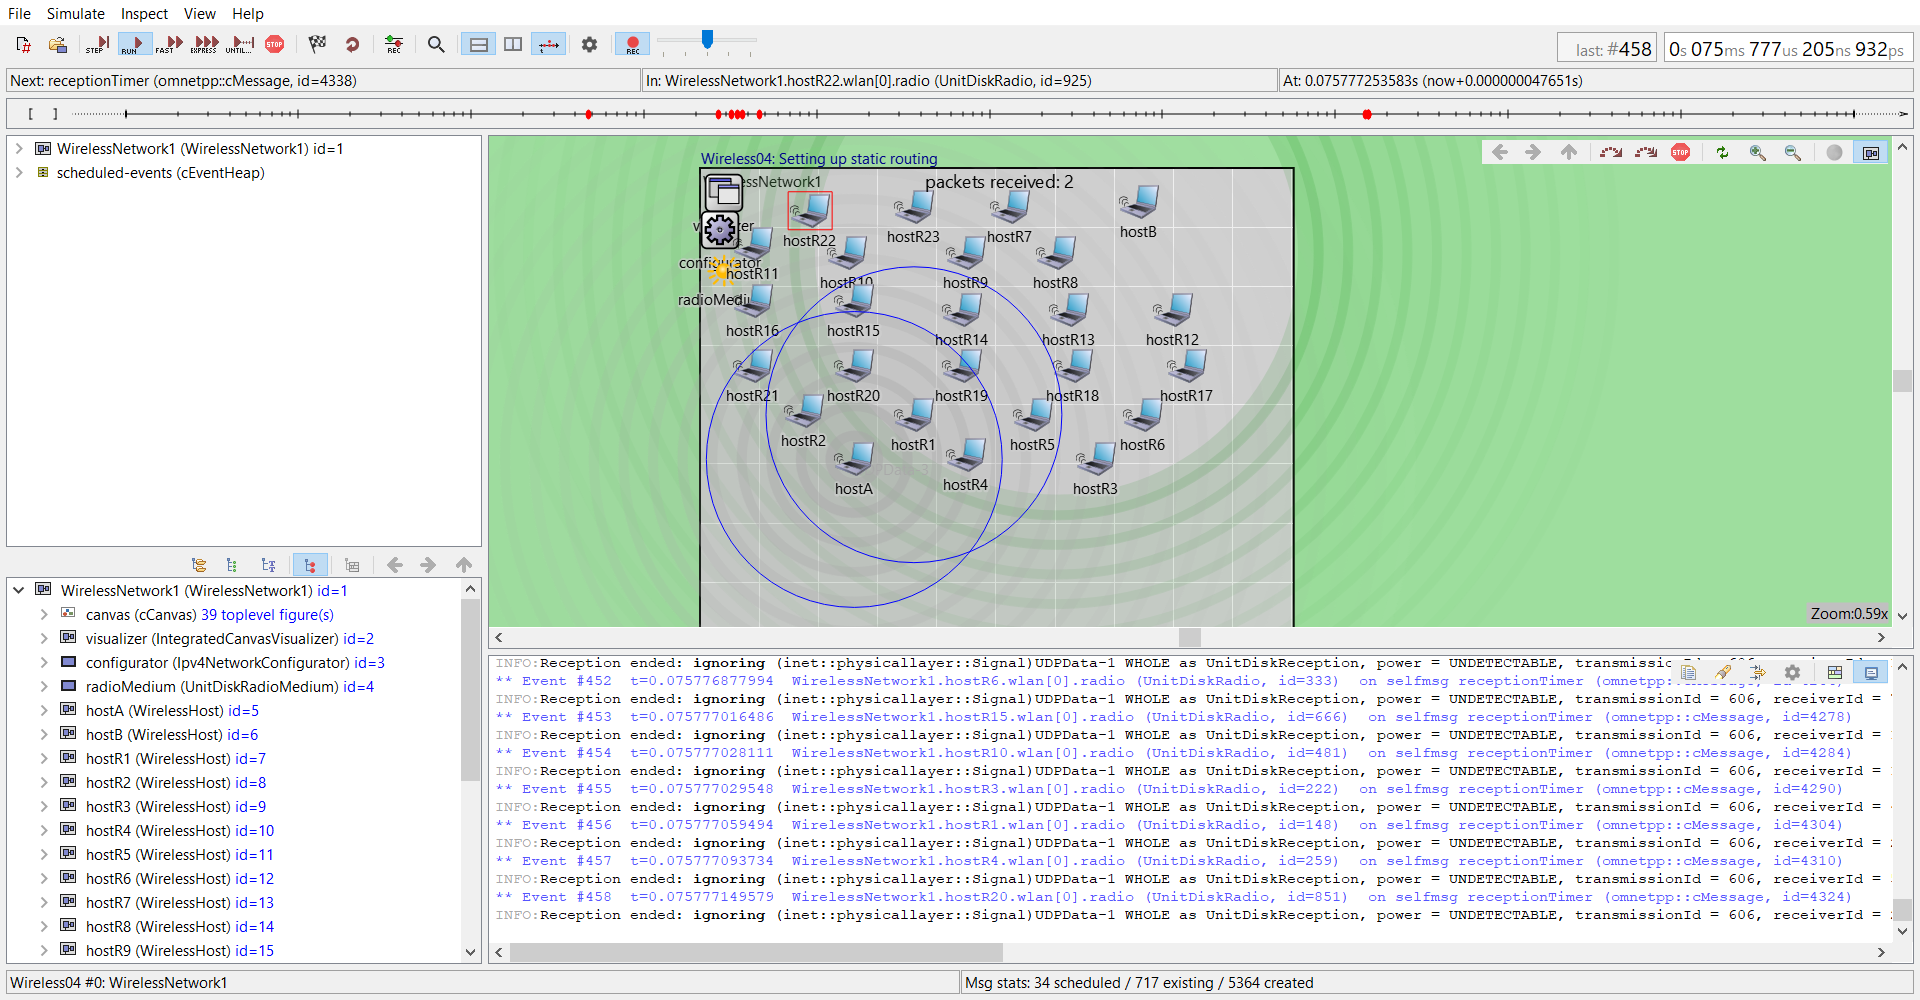 File Simulate Inspect View Help
STEP RUN FAST EXPRESS UNTIL... STOP REC REC
last: #458 0s 075ms 777us 205ns 932ps
Next: receptionTimer (omnetpp::cMessage, id=4338) In: WirelessNetwork1.hostR22.wlan[0].radio (UnitDiskRadio, id=925) At: 0.075777253583s (now+0.000000047651s)
[ ]
WirelessNetwork1 (WirelessNetwork1) id=1
scheduled-events (cEventHeap)
WirelessNetwork1 (WirelessNetwork1) id=1
canvas (cCanvas) 39 toplevel figure(s)
visualizer (IntegratedCanvasVisualizer) id=2
configurator (Ipv4NetworkConfigurator) id=3
radioMedium (UnitDiskRadioMedium) id=4
hostA (WirelessHost) id=5
hostB (WirelessHost) id=6
hostR1 (WirelessHost) id=7
hostR2 (WirelessHost) id=8
hostR3 (WirelessHost) id=9
hostR4 (WirelessHost) id=10
hostR5 (WirelessHost) id=11
hostR6 (WirelessHost) id=12
hostR7 (WirelessHost) id=13
hostR8 (WirelessHost) id=14
hostR9 (WirelessHost) id=15
Wireless04: Setting up static routing
STOP
essNetwork1 packets received: 2
hostB
hostR22 hostR23 hostR7
configurator
hostR11 hostR10 hostR9 hostR8
radioMedi
hostR16 hostR15 hostR14 hostR13 hostR12
hostR21 hostR20 hostR19 hostR18 hostR17
hostR2 hostR1 hostR5 hostR6
hostA hostR4 hostR3
Zoom:0.59x
INFO:Reception ended: ignoring (inet::physicallayer::Signal)UDPData-1 WHOLE as UnitDiskReception, power = UNDETECTABLE, transmissionId = 606, receiverId =
** Event #452 t=0.075776877994 WirelessNetwork1.hostR6.wlan[0].radio (UnitDiskRadio, id=333) on selfmsg receptionTimer
INFO:Reception ended: ignoring (inet::physicallayer::Signal)UDPData-1 WHOLE as UnitDiskReception, power = UNDETECTABLE, transmissionId = 606, receiverId =
** Event #453 t=0.075777016486 WirelessNetwork1.hostR15.wlan[0].radio (UnitDiskRadio, id=666) on selfmsg receptionTimer (omnetpp::cMessage, id=4278)
INFO:Reception ended: ignoring (inet::physicallayer::Signal)UDPData-1 WHOLE as UnitDiskReception, power = UNDETECTABLE, transmissionId = 606, receiverId =
** Event #454 t=0.075777028111 WirelessNetwork1.hostR10.wlan[0].radio (UnitDiskRadio, id=481) on selfmsg receptionTimer (omnetpp::cMessage, id=4284)
INFO:Reception ended: ignoring (inet::physicallayer::Signal)UDPData-1 WHOLE as UnitDiskReception, power = UNDETECTABLE, transmissionId = 606, receiverId =
** Event #455 t=0.075777029548 WirelessNetwork1.hostR3.wlan[0].radio (UnitDiskRadio, id=222) on selfmsg receptionTimer (omnetpp::cMessage, id=4290)
INFO:Reception ended: ignoring (inet::physicallayer::Signal)UDPData-1 WHOLE as UnitDiskReception, power = UNDETECTABLE, transmissionId = 606, receiverId =
** Event #456 t=0.075777059494 WirelessNetwork1.hostR1.wlan[0].radio (UnitDiskRadio, id=148) on selfmsg receptionTimer (omnetpp::cMessage, id=4304)
INFO:Reception ended: ignoring (inet::physicallayer::Signal)UDPData-1 WHOLE as UnitDiskReception, power = UNDETECTABLE, transmissionId = 606, receiverId =
** Event #457 t=0.075777093734 WirelessNetwork1.hostR4.wlan[0].radio (UnitDiskRadio, id=259) on selfmsg receptionTimer (omnetpp::cMessage, id=4310)
INFO:Reception ended: ignoring (inet::physicallayer::Signal)UDPData-1 WHOLE as UnitDiskReception, power = UNDETECTABLE, transmissionId = 606, receiverId =
** Event #458 t=0.075777149579 WirelessNetwork1.hostR20.wlan[0].radio (UnitDiskRadio, id=851) on selfmsg receptionTimer (omnetpp::cMessage, id=4324)
INFO:Reception ended: ignoring (inet::physicallayer::Signal)UDPData-1 WHOLE as UnitDiskReception, power = UNDETECTABLE, transmissionId = 606, receiverId =
Wireless04 #0: WirelessNetwork1 Msg stats: 34 scheduled / 717 existing / 5364 created